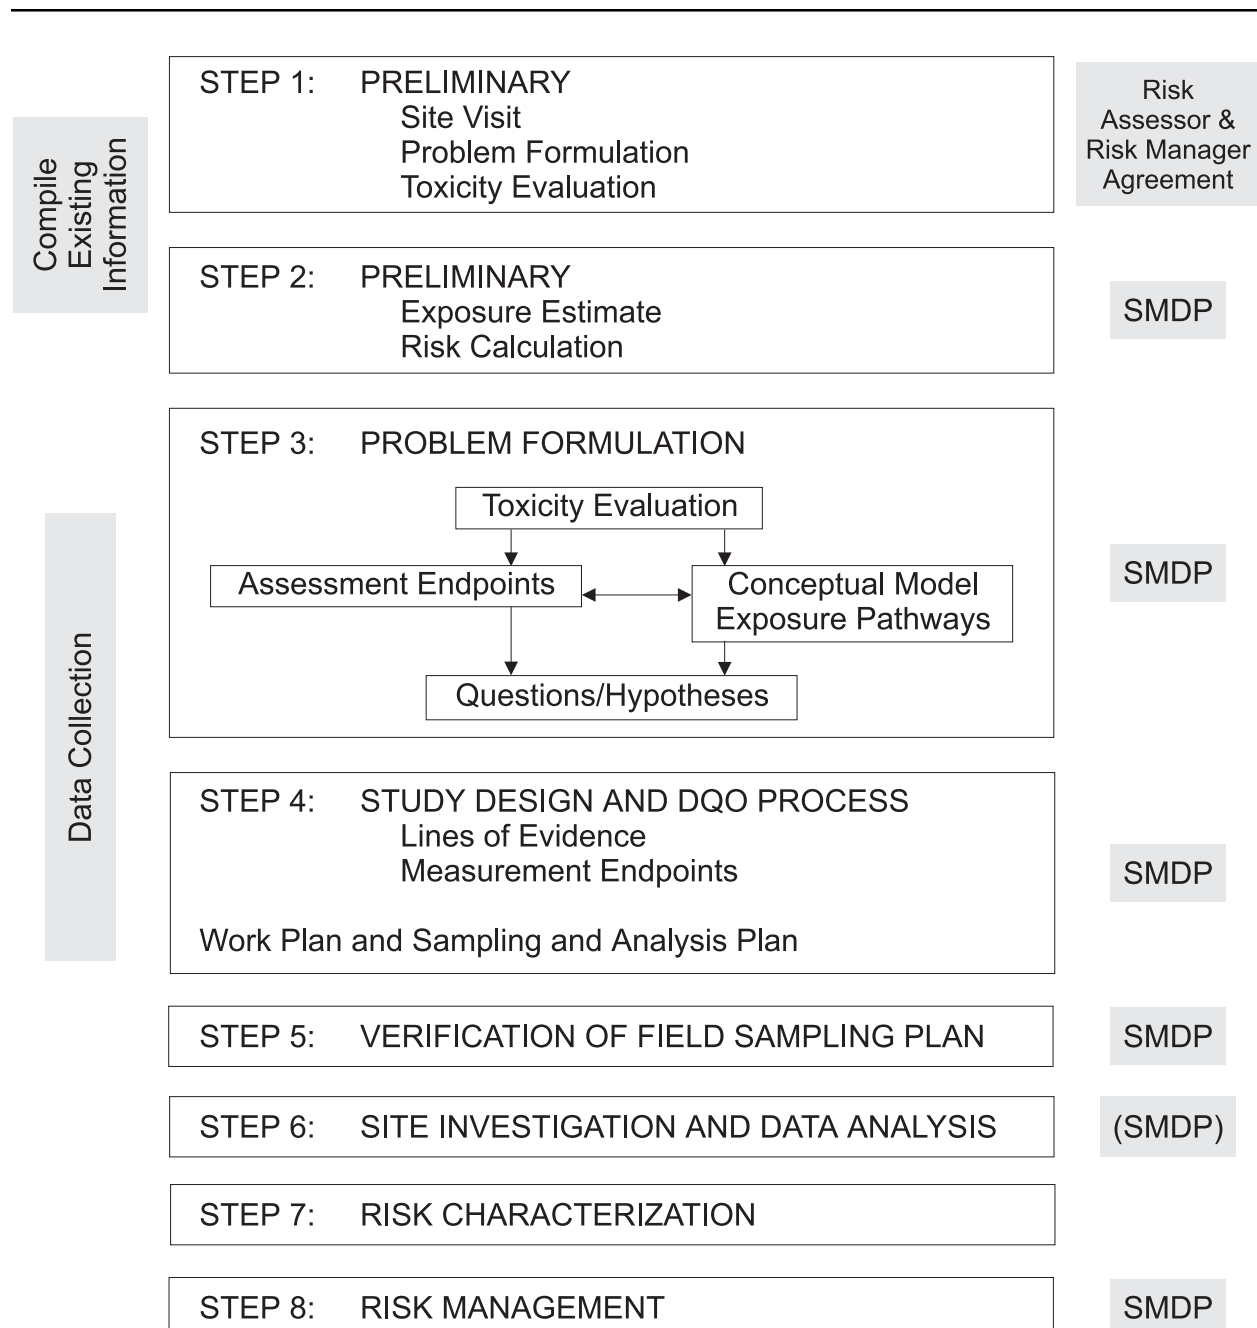 Compile
Existing
Information
STEP 1: PRELIMINARY
Site Visit
Problem Formulation
Toxicity Evaluation
Risk
Assessor &
Risk Manager
Agreement
STEP 2: PRELIMINARY
Exposure Estimate
Risk Calculation
SMDP
Data Collection
STEP 3: PROBLEM FORMULATION
Toxicity Evaluation
Assessment Endpoints
Conceptual Model
Exposure Pathways
Questions/Hypotheses
SMDP
STEP 4: STUDY DESIGN AND DQO PROCESS
Lines of Evidence
Measurement Endpoints
Work Plan and Sampling and Analysis Plan
SMDP
STEP 5: VERIFICATION OF FIELD SAMPLING PLAN
SMDP
STEP 6: SITE INVESTIGATION AND DATA ANALYSIS
(SMDP)
STEP 7: RISK CHARACTERIZATION
STEP 8: RISK MANAGEMENT
SMDP